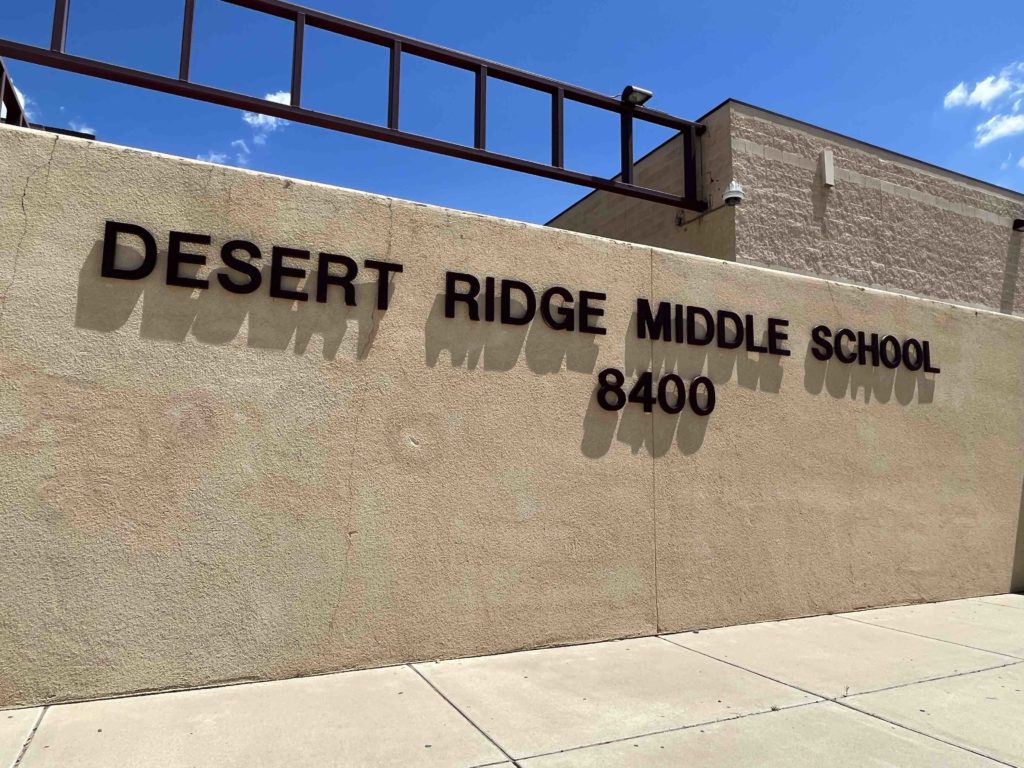 DESERT RIDGE MIDDLE SCHOOL
8400